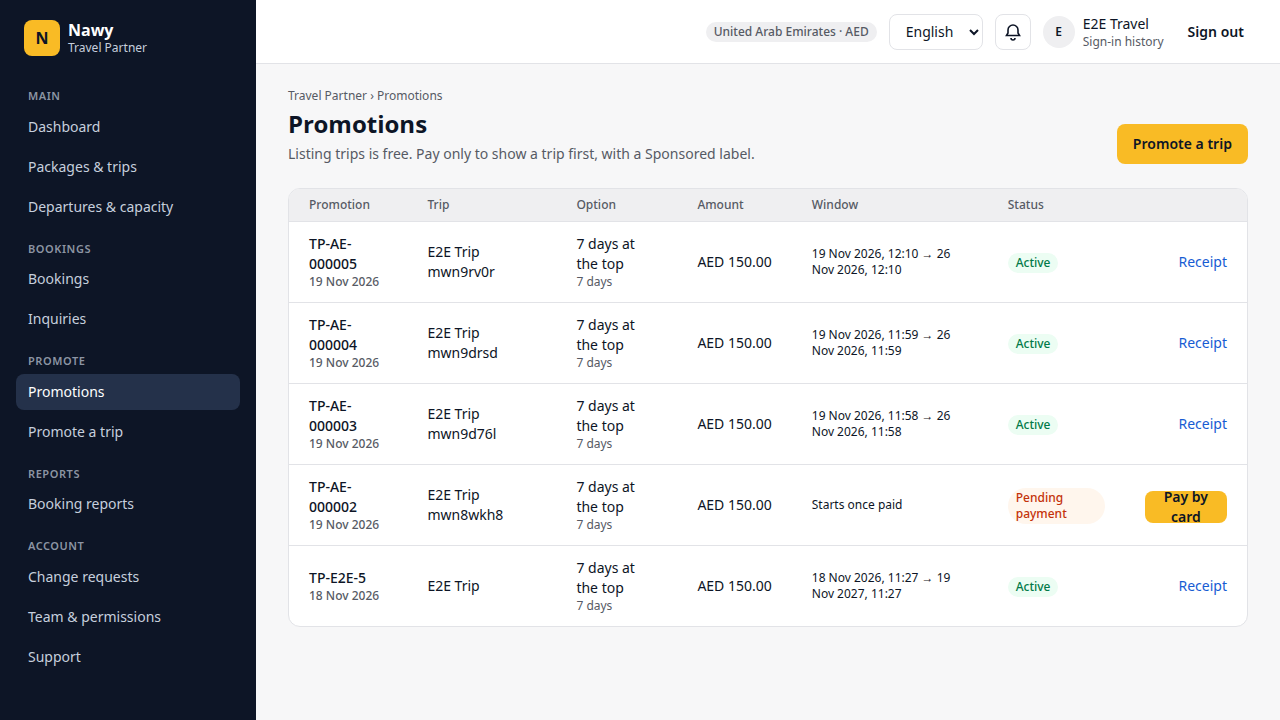 N
Nawy
Travel Partner
MAIN
Dashboard
Packages & trips
Departures & capacity
BOOKINGS
Bookings
Inquiries
PROMOTE
Promotions
Promote a trip
REPORTS
Booking reports
ACCOUNT
Change requests
Team & permissions
Support
United Arab Emirates · AED
English
E
E2E Travel
Sign-in history
Sign out
Travel Partner › Promotions
Promotions
Listing trips is free. Pay only to show a trip first, with a Sponsored label.
Promote a trip
Promotion Trip Option Amount Window Status
TP-AE-
000005
19 Nov 2026
E2E Trip
mwn9rv0r
7 days at
the top
7 days
AED 150.00
19 Nov 2026, 12:10 → 26
Nov 2026, 12:10
Active
Receipt
TP-AE-
000004
19 Nov 2026
E2E Trip
mwn9drsd
7 days at
the top
7 days
AED 150.00
19 Nov 2026, 11:59 → 26
Nov 2026, 11:59
Active
Receipt
TP-AE-
000003
19 Nov 2026
E2E Trip
mwn9d76l
7 days at
the top
7 days
AED 150.00
19 Nov 2026, 11:58 → 26
Nov 2026, 11:58
Active
Receipt
TP-AE-
000002
19 Nov 2026
E2E Trip
mwn8wkh8
7 days at
the top
7 days
AED 150.00
Starts once paid
Pending
payment
Pay by
card
TP-E2E-5
18 Nov 2026
E2E Trip
7 days at
the top
7 days
AED 150.00
18 Nov 2026, 11:27 → 19
Nov 2027, 11:27
Active
Receipt